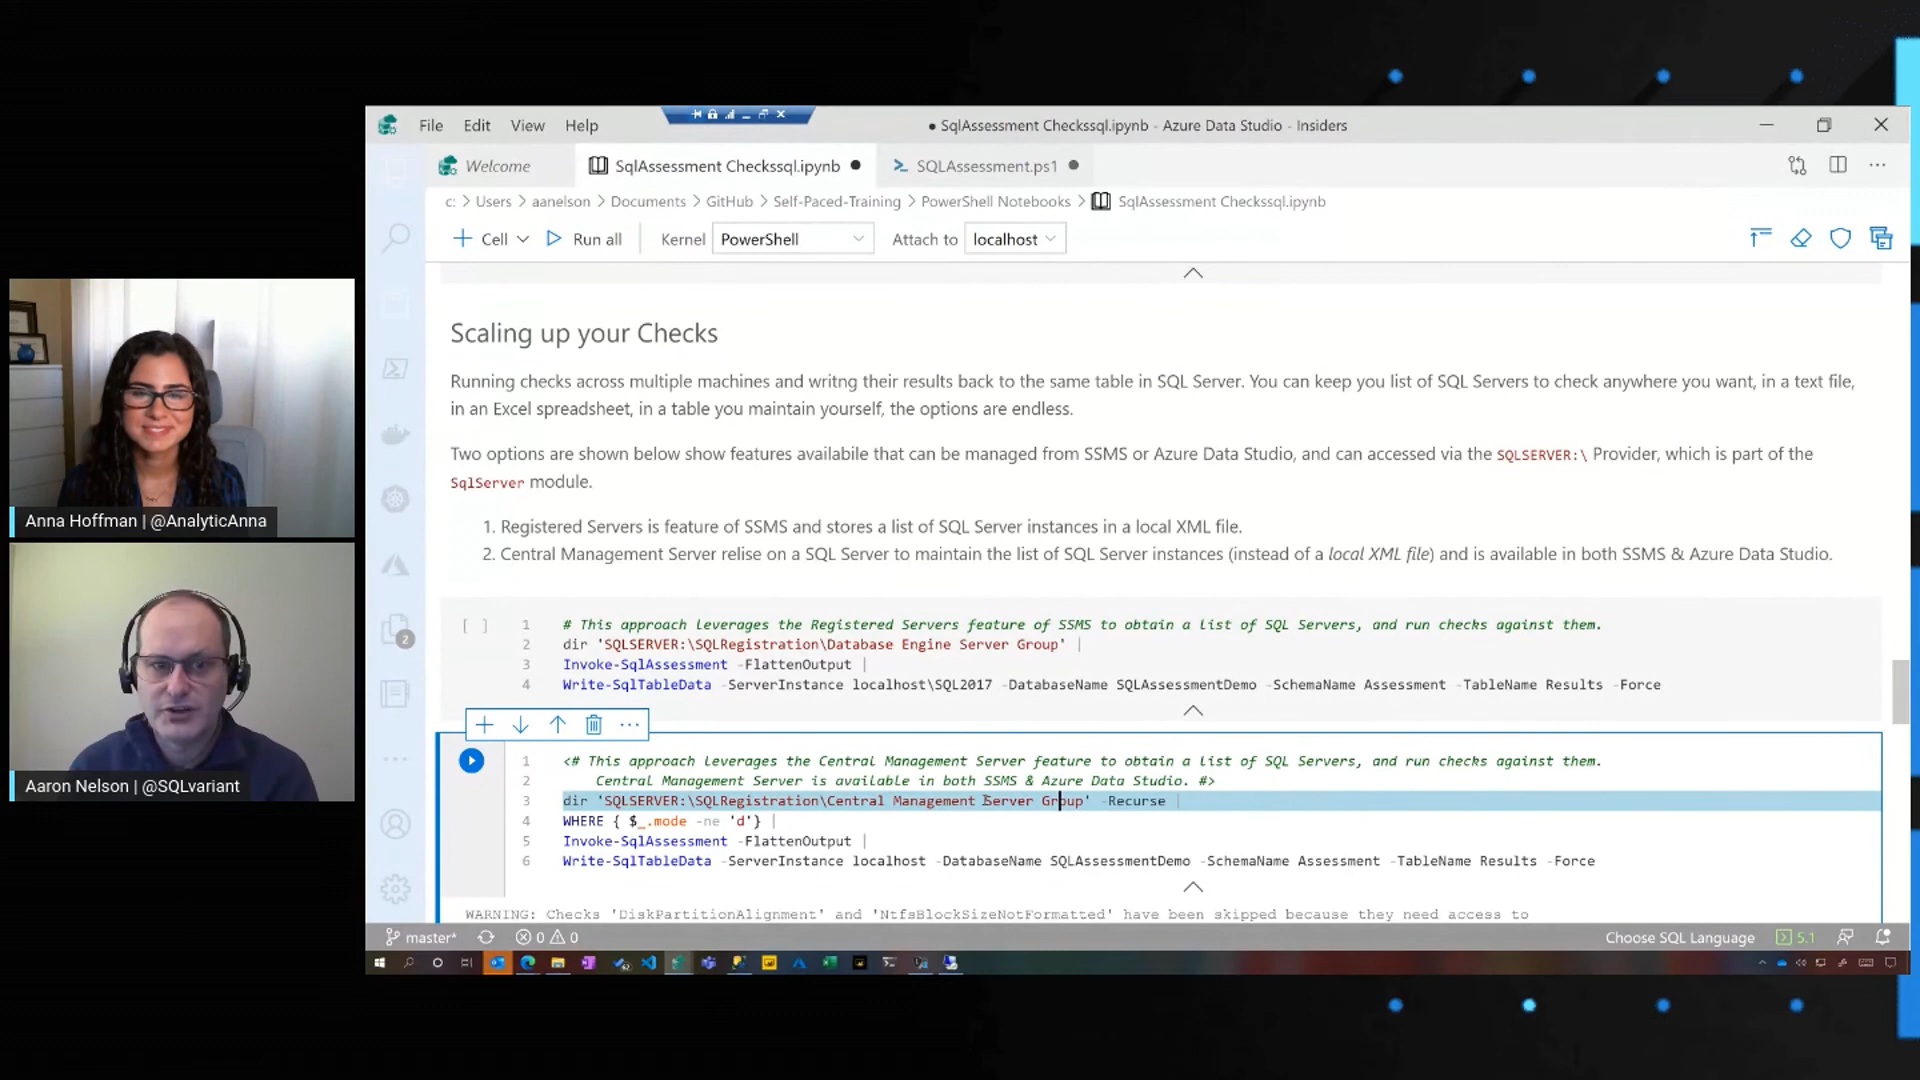 File Edit View Help
● SqlAssessment Checkssql.ipynb - Azure Data Studio - Insiders
Welcome
SqlAssessment Checkssql.ipynb
SQLAssessment.ps1
c: > Users > aanelson > Documents > GitHub > Self-Paced-Training > PowerShell Notebooks > SqlAssessment Checkssql.ipynb
Cell
Run all
Kernel PowerShell
Attach to localhost
Scaling up your Checks
Running checks across multiple machines and writng their results back to the same table in SQL Server. You can keep you list of SQL Servers to check anywhere you want, in a text file,
in an Excel spreadsheet, in a table you maintain yourself, the options are endless.
Two options are shown below show features availabile that can be managed from SSMS or Azure Data Studio, and can accessed via the SQLSERVER:\ Provider, which is part of the
SqlServer module.
1. Registered Servers is feature of SSMS and stores a list of SQL Server instances in a local XML file.
2. Central Management Server relise on a SQL Server to maintain the list of SQL Server instances (instead of a local XML file) and is available in both SSMS & Azure Data Studio.
[ ] 1 # This approach leverages the Registered Servers feature of SSMS to obtain a list of SQL Servers, and run checks against them.
2 dir 'SQLSERVER:\SQLRegistration\Database Engine Server Group' |
3 Invoke-SqlAssessment -FlattenOutput |
4 Write-SqlTableData -ServerInstance localhost\SQL2017 -DatabaseName SQLAssessmentDemo -SchemaName Assessment -TableName Results -Force
1 <# This approach leverages the Central Management Server feature to obtain a list of SQL Servers, and run checks against them.
2 Central Management Server is available in both SSMS & Azure Data Studio. #>
3 dir 'SQLSERVER:\SQLRegistration\Central Management Server Group' -Recurse |
4 WHERE { $_.mode -ne 'd'} |
5 Invoke-SqlAssessment -FlattenOutput |
6 Write-SqlTableData -ServerInstance localhost -DatabaseName SQLAssessmentDemo -SchemaName Assessment -TableName Results -Force
WARNING: Checks 'DiskPartitionAlignment' and 'NtfsBlockSizeNotFormatted' have been skipped because they need access to
2
master*
0
0
Choose SQL Language
5.1
Anna Hoffman | @AnalyticAnna
Aaron Nelson | @SQLvariant